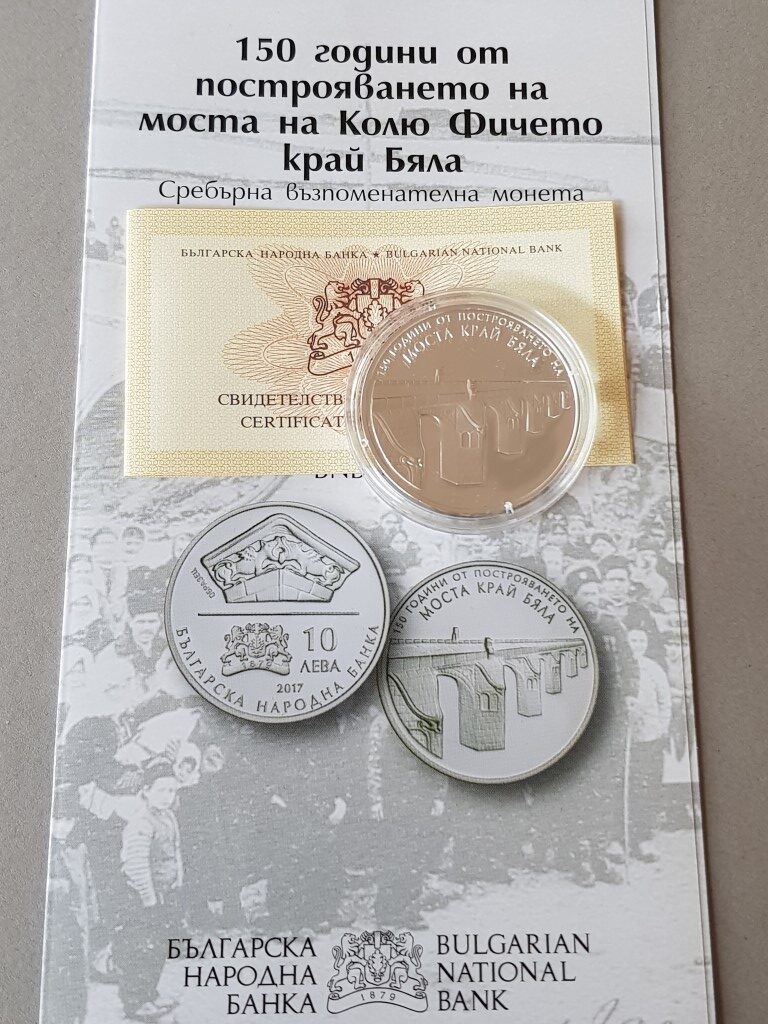 150 години от
построяването на
моста на Колю Фичето
край Бяла
Сребърна възпоменателна монета
БЪЛГАРСКА НАРОДНА БАНКА ★ BULGARIAN NATIONAL BANK
СВИДЕТЕЛСТВ
CERTIFICAT
150 ГОДИНИ ОТ ПОСТРОЯВАНЕТО НА
МОСТА КРАЙ БЯЛА
ОБРАЗЕЦ
10
ЛЕВА
1879
2017
БЪЛГАРСКА НАРОДНА БАНКА
150 ГОДИНИ ОТ ПОСТРОЯВАНЕТО НА
МОСТА КРАЙ БЯЛА
БЪЛГАРСКА
НАРОДНА
БАНКА
1879
BULGARIAN
NATIONAL
BANK